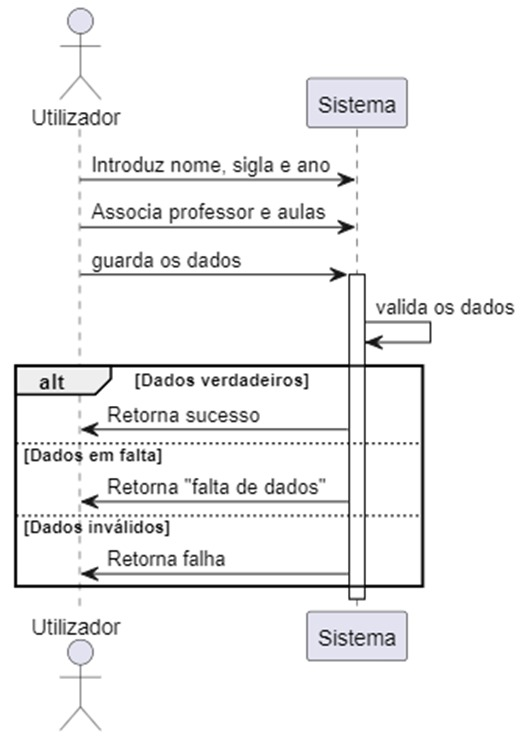 Utilizador
Sistema
Introduz nome, sigla e ano
Associa professor e aulas
guarda os dados
valida os dados
alt [Dados verdadeiros]
Retorna sucesso
[Dados em falta]
Retorna "falta de dados"
[Dados inválidos]
Retorna falha
Utilizador
Sistema